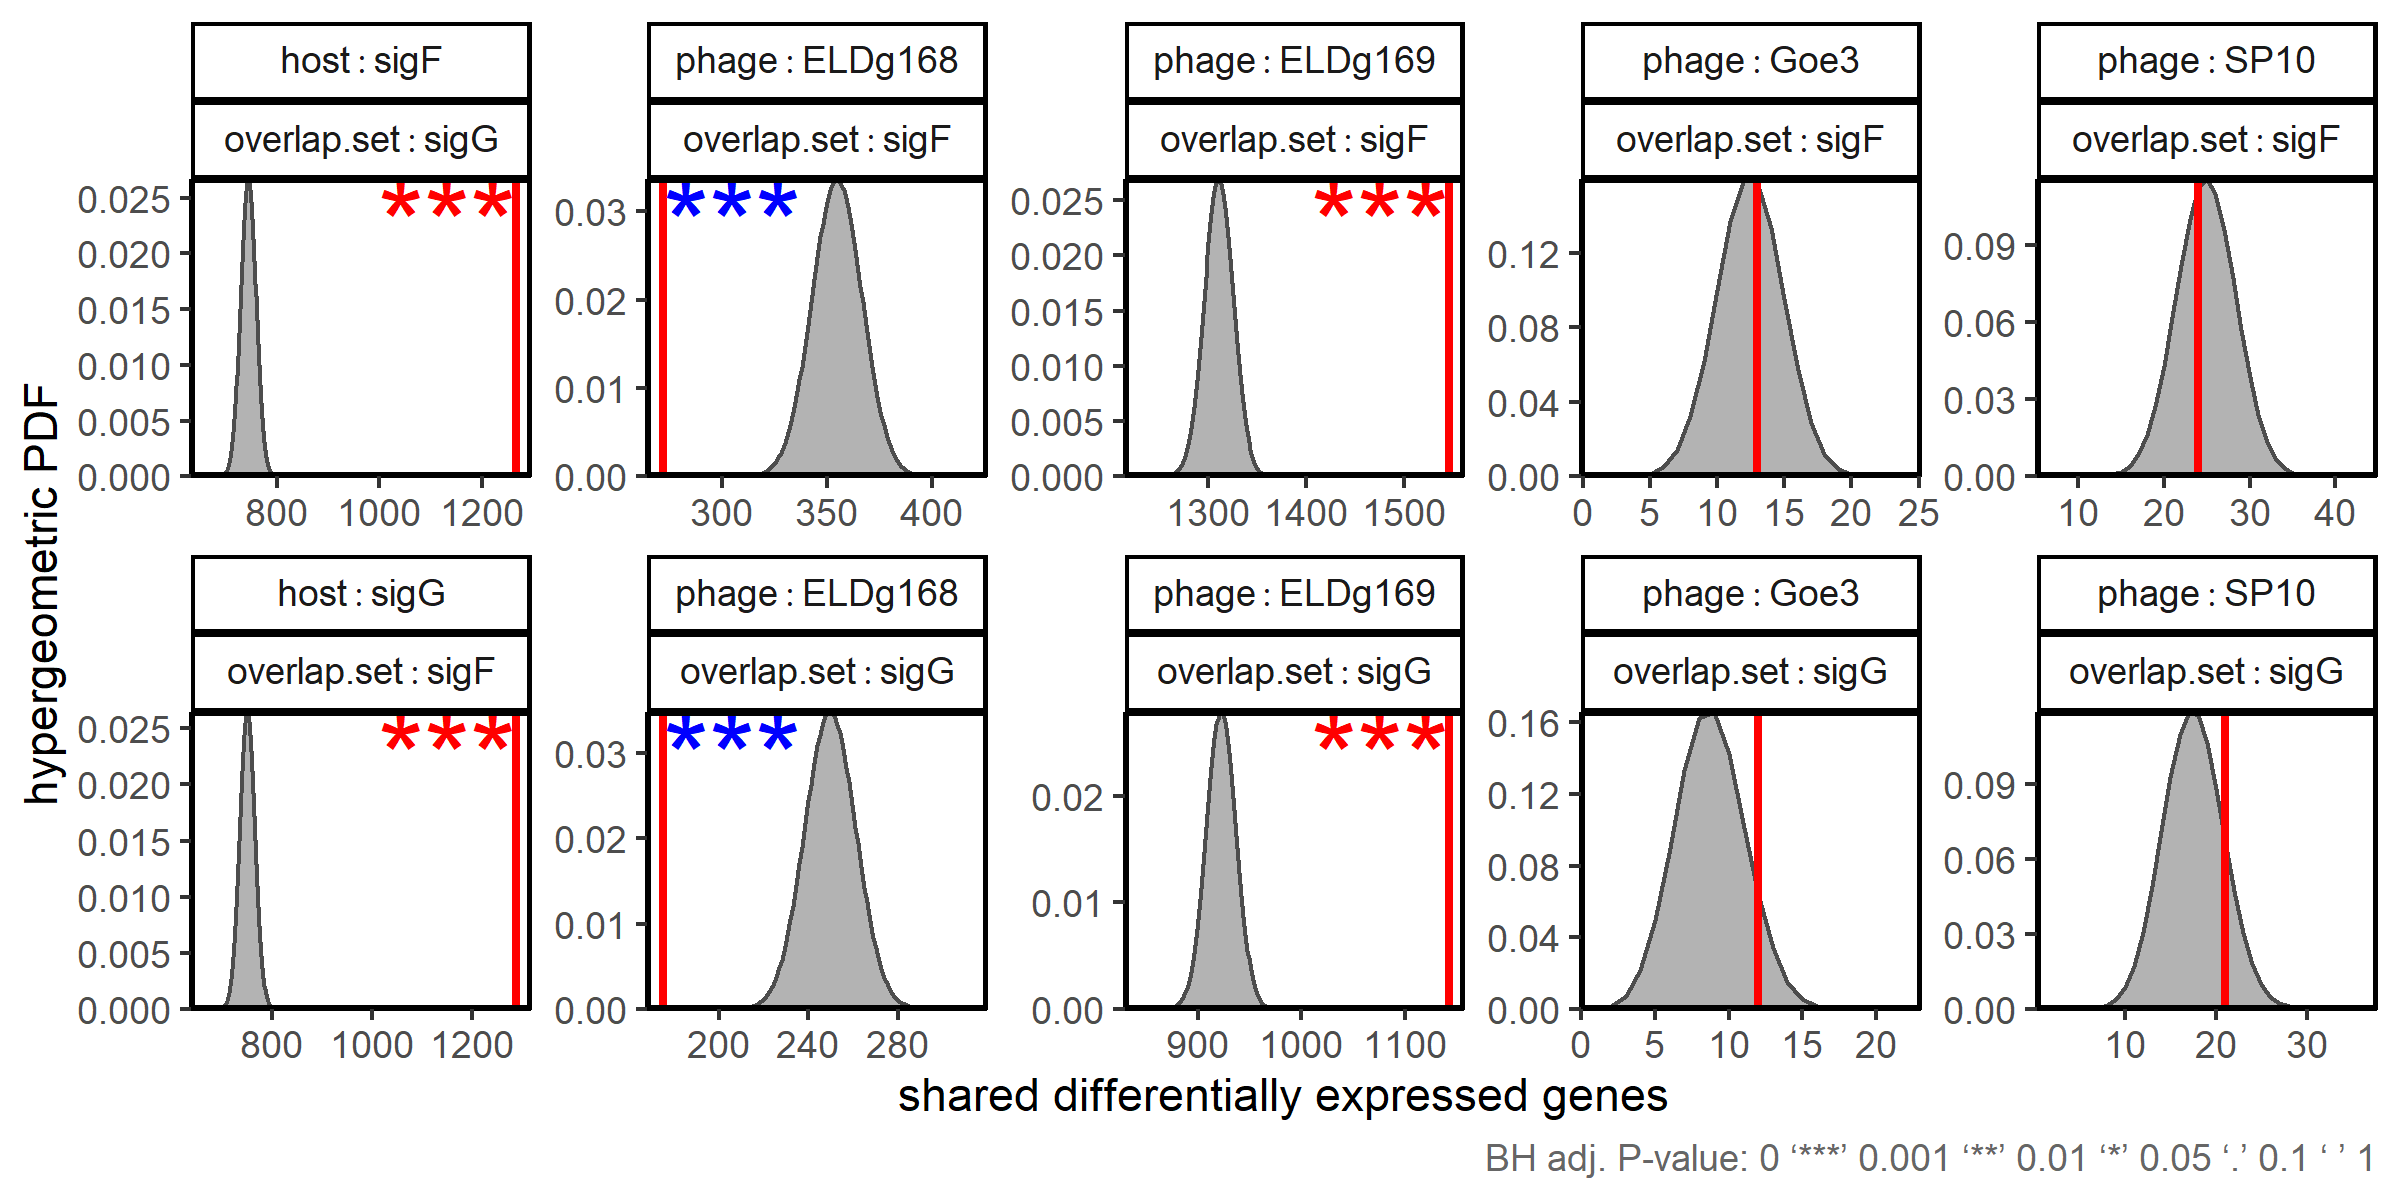 host : sigF
overlap.set : sigG
phage : ELDg168
overlap.set : sigF
phage : ELDg169
overlap.set : sigF
phage : Goe3
overlap.set : sigF
phage : SP10
overlap.set : sigF
hypergeometric PDF
0.025
0.020
0.015
0.010
0.005
0.000
***
800 1000 1200
0.03
0.02
0.01
0.00
***
300 350 400
0.025
0.020
0.015
0.010
0.005
0.000
***
1300 1400 1500
0.12
0.08
0.04
0.00
0 5 10 15 20 25
0.09
0.06
0.03
0.00
10 20 30 40
host : sigG
overlap.set : sigF
phage : ELDg168
overlap.set : sigG
phage : ELDg169
overlap.set : sigG
phage : Goe3
overlap.set : sigG
phage : SP10
overlap.set : sigG
0.025
0.020
0.015
0.010
0.005
0.000
***
800 1000 1200
0.03
0.02
0.01
0.00
***
200 240 280
0.02
0.01
0.00
***
900 1000 1100
0.16
0.12
0.08
0.04
0.00
0 5 10 15 20
0.09
0.06
0.03
0.00
10 20 30
shared differentially expressed genes
BH adj. P-value: 0 ‘***’ 0.001 ‘**’ 0.01 ‘*’ 0.05 ‘.’ 0.1 ‘ ’ 1